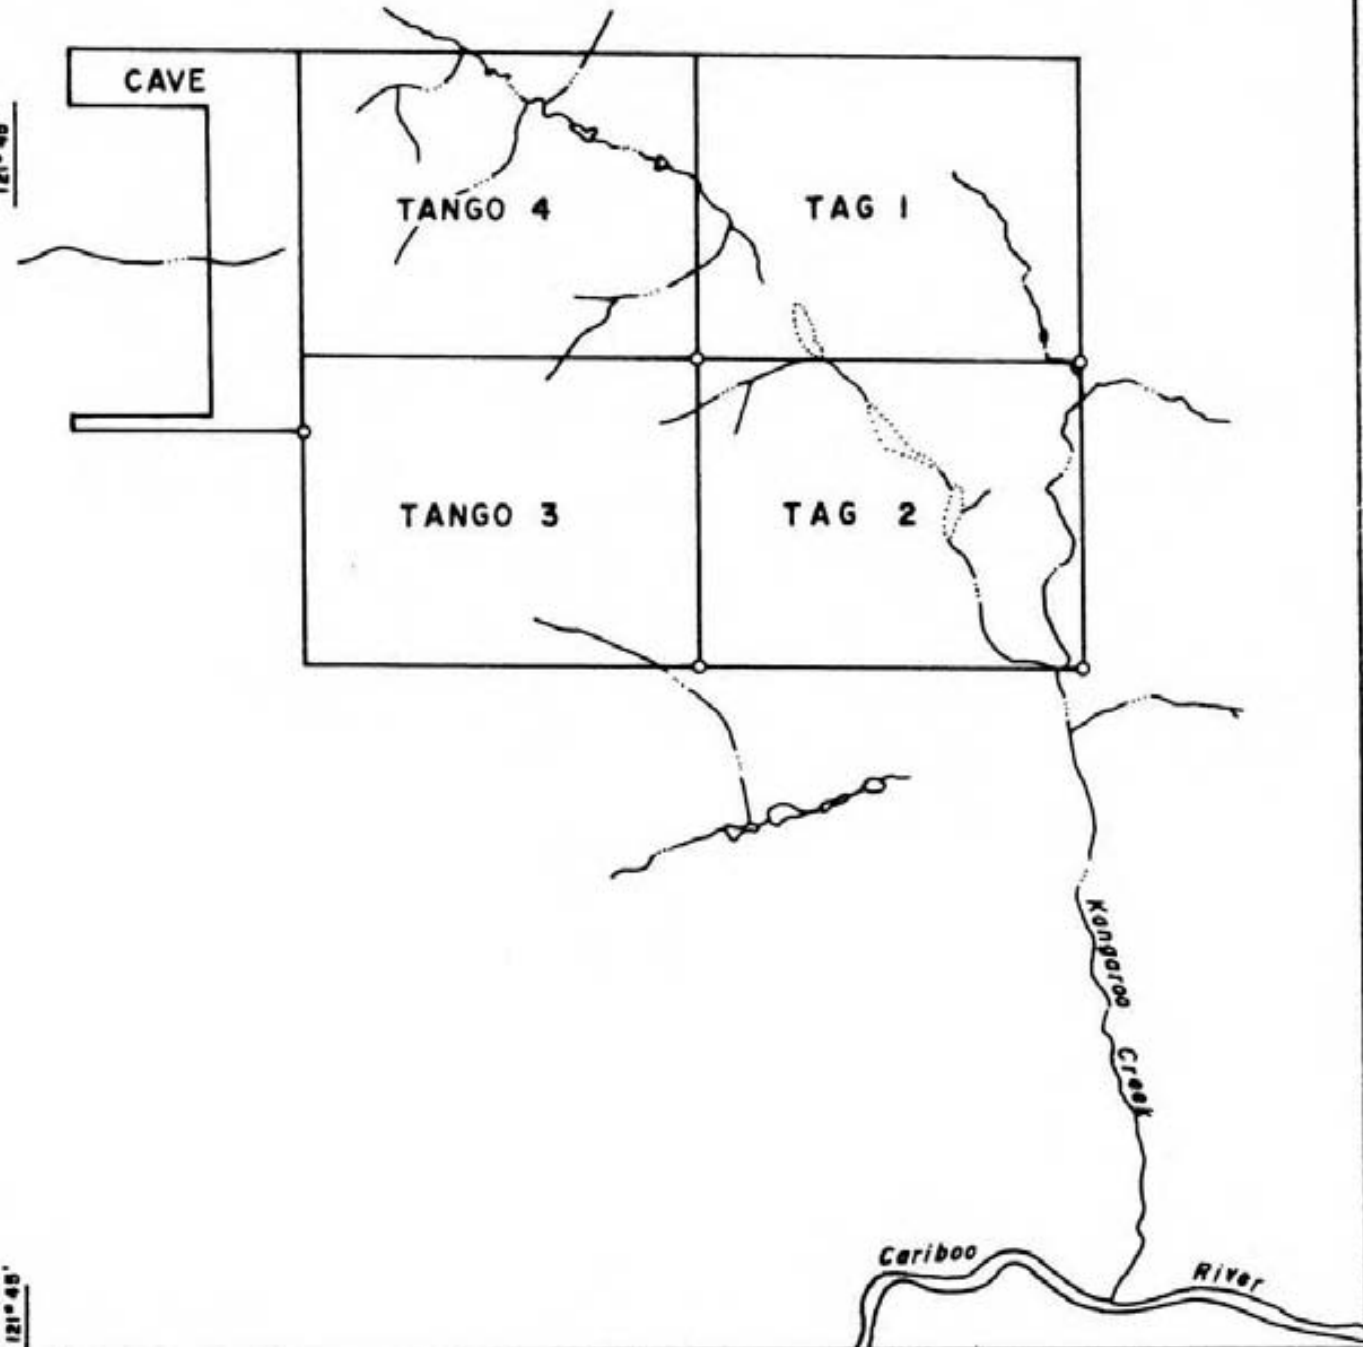 CAVE
TANGO 4
TAG 1
TANGO 3
TAG 2
Kangaroo Creek
Cariboo River
121° 45'